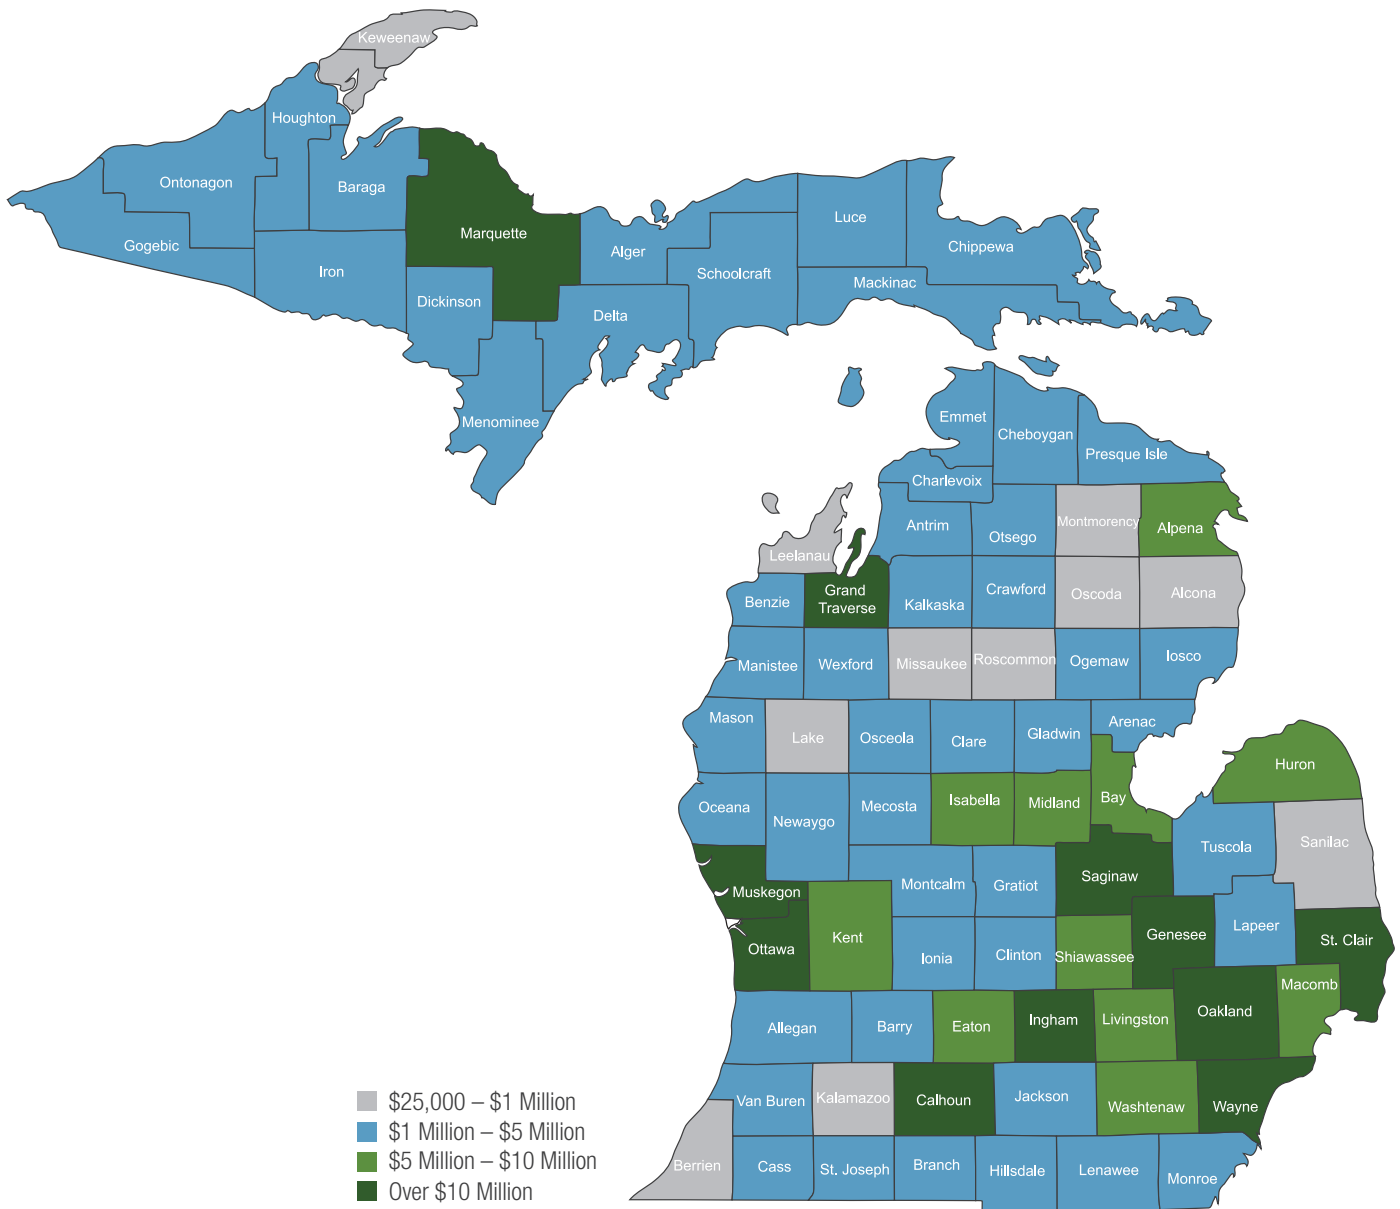 Keweenaw
Houghton
Ontonagon
Baraga
Gogebic
Iron
Marquette
Dickinson
Menominee
Alger
Delta
Schoolcraft
Luce
Mackinac
Chippewa
Emmet
Cheboygan
Presque Isle
Charlevoix
Antrim
Otsego
Montmorency
Alpena
Leelanau
Benzie
Grand
Traverse
Kalkaska
Crawford
Oscoda
Alcona
Manistee
Wexford
Missaukee
Roscommon
Ogemaw
Iosco
Mason
Lake
Osceola
Clare
Gladwin
Arenac
Oceana
Newaygo
Mecosta
Isabella
Midland
Bay
Huron
Tuscola
Sanilac
Muskegon
Montcalm
Gratiot
Saginaw
Ottawa
Kent
Ionia
Clinton
Shiawassee
Genesee
Lapeer
St. Clair
Allegan
Barry
Eaton
Ingham
Livingston
Oakland
Macomb
Van Buren
Kalamazoo
Calhoun
Jackson
Washtenaw
Wayne
Berrien
Cass
St. Joseph
Branch
Hillsdale
Lenawee
Monroe
$25,000 – $1 Million
$1 Million – $5 Million
$5 Million – $10 Million
Over $10 Million